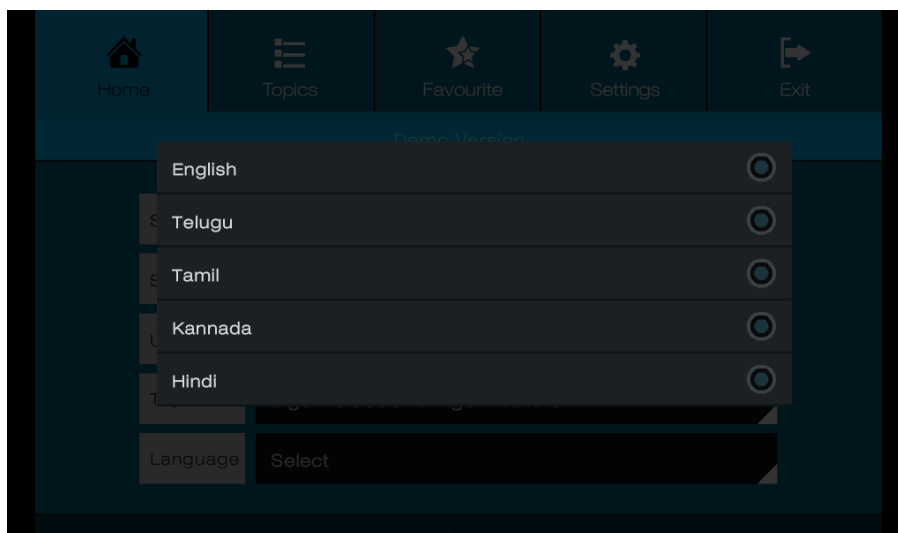 Home
Topics
Favourite
Settings
Exit
Demo Version
English
Telugu
Tamil
Kannada
Hindi
Language
Select